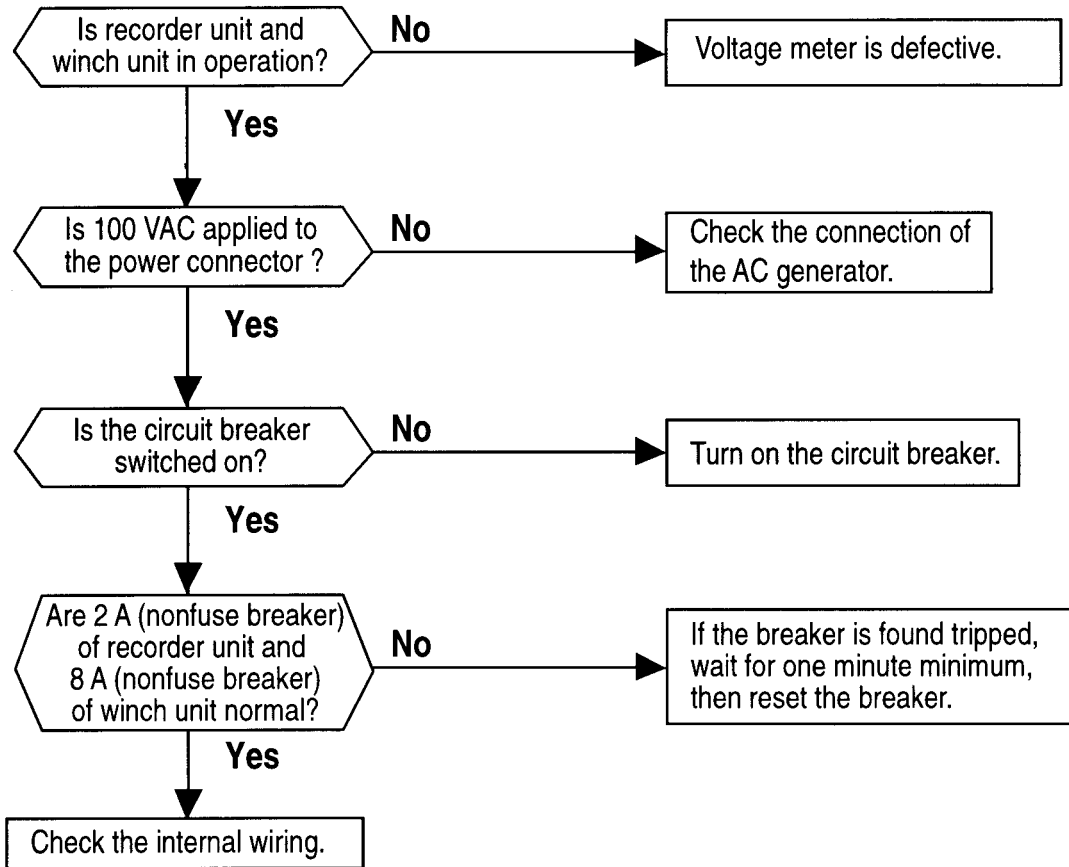 Is recorder unit and
winch unit in operation?
No
Voltage meter is defective.
Yes
Is 100 VAC applied to
the power connector ?
No
Check the connection of
the AC generator.
Yes
Is the circuit breaker
switched on?
No
Turn on the circuit breaker.
Yes
Are 2 A (nonfuse breaker)
of recorder unit and
8 A (nonfuse breaker)
of winch unit normal?
No
If the breaker is found tripped,
wait for one minute minimum,
then reset the breaker.
Yes
Check the internal wiring.